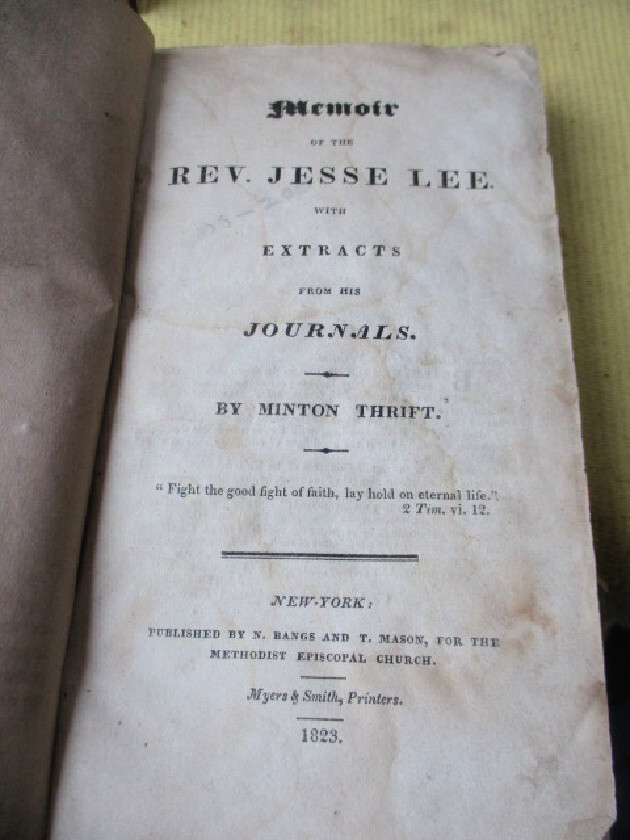 Memoir
OF THE
REV. JESSE LEE.
WITH
EXTRACTS
FROM HIS
JOURNALS.
BY MINTON THRIFT.
“ Fight the good fight of faith, lay hold on eternal life.”
2 Tim. vi. 12.
NEW-YORK:
PUBLISHED BY N. BANGS AND T. MASON, FOR THE
METHODIST EPISCOPAL CHURCH.
Myers & Smith, Printers.
1823.